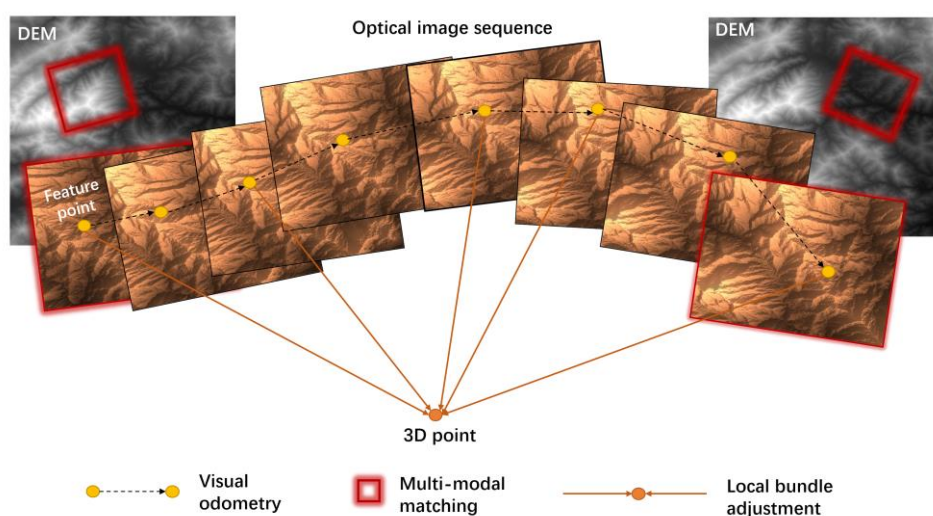 DEM
Optical image sequence
DEM
Feature
point
3D point
Visual
odometry
Multi-modal
matching
Local bundle
adjustment